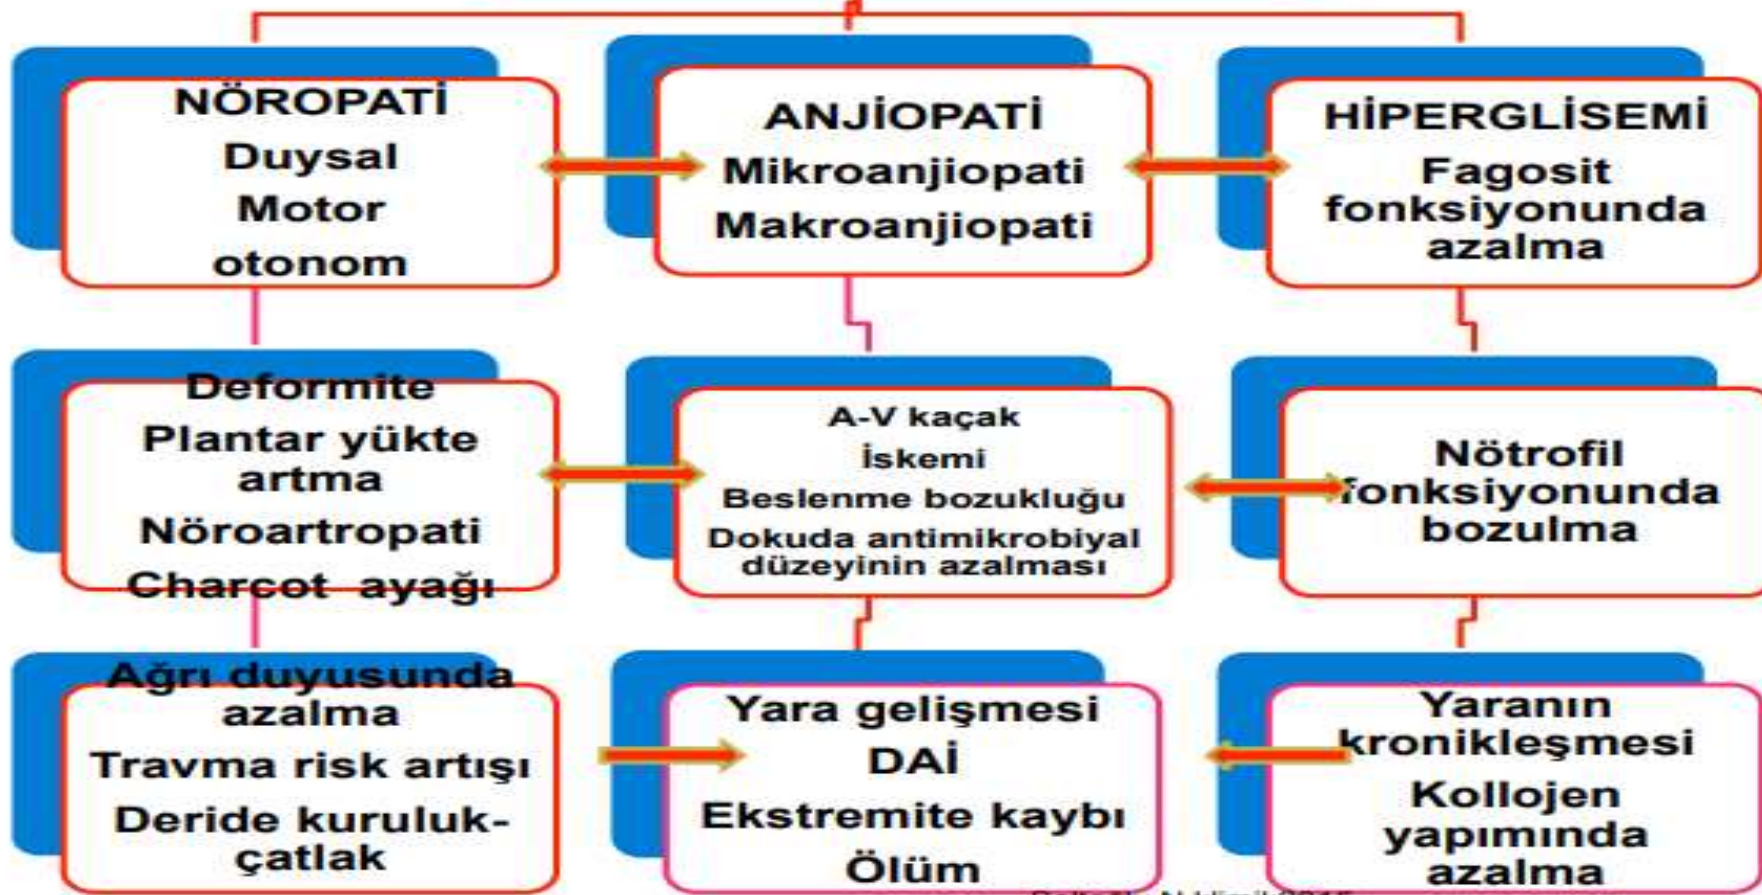 NÖROPATİ
Duysal
Motor
otonom
ANJİOPATİ
Mikroanjiopati
Makroanjiopati
HİPERGLİSEMİ
Fagosit
fonksiyonunda
azalma
Deformite
Plantar yükte
artma
Nöroartropati
Charcot ayağı
A-V kaçak
İskemi
Beslenme bozukluğu
Dokuda antimikrobiyal
düzeyinin azalması
Nötrofil
fonksiyonunda
bozulma
Ağrı duyusunda
azalma
Travma risk artışı
Deride kuruluk-
çatlak
Yara gelişmesi
DAİ
Ekstremite kaybı
Ölüm
Yaranın
kronikleşmesi
Kollojen
yapımında
azalma